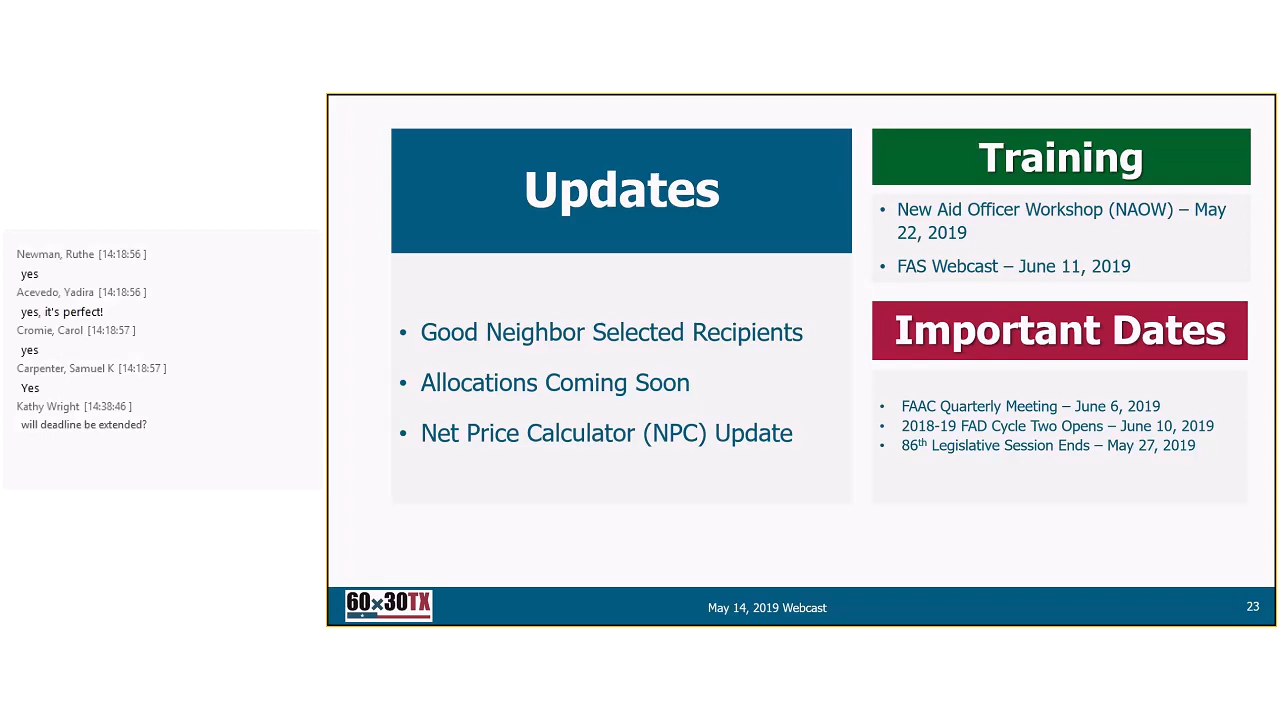 Newman, Ruthe [14:18:56 ]
yes
Acevedo, Yadira [14:18:56 ]
yes, it's perfect!
Cromie, Carol [14:18:57 ]
yes
Carpenter, Samuel K [14:18:57 ]
Yes
Kathy Wright [14:38:46 ]
will deadline be extended?
Updates
• Good Neighbor Selected Recipients
• Allocations Coming Soon
• Net Price Calculator (NPC) Update
Training
• New Aid Officer Workshop (NAOW) – May
22, 2019
• FAS Webcast – June 11, 2019
Important Dates
• FAAC Quarterly Meeting – June 6, 2019
• 2018-19 FAD Cycle Two Opens – June 10, 2019
• 86th Legislative Session Ends – May 27, 2019
60x30TX
May 14, 2019 Webcast
23